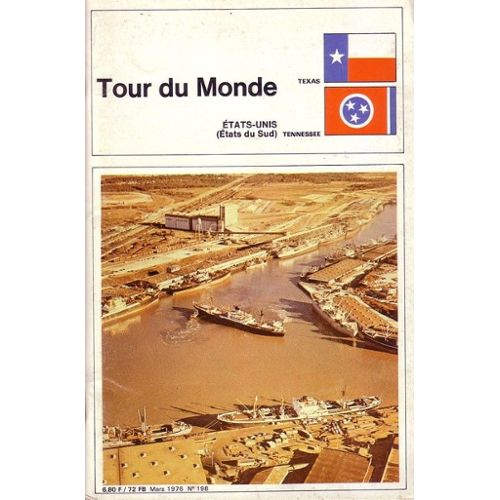 TEXAS
Tour du Monde
ÉTATS-UNIS
(États du Sud) TENNESSEE
6,80 F / 72 FB Mars 1976 N° 198